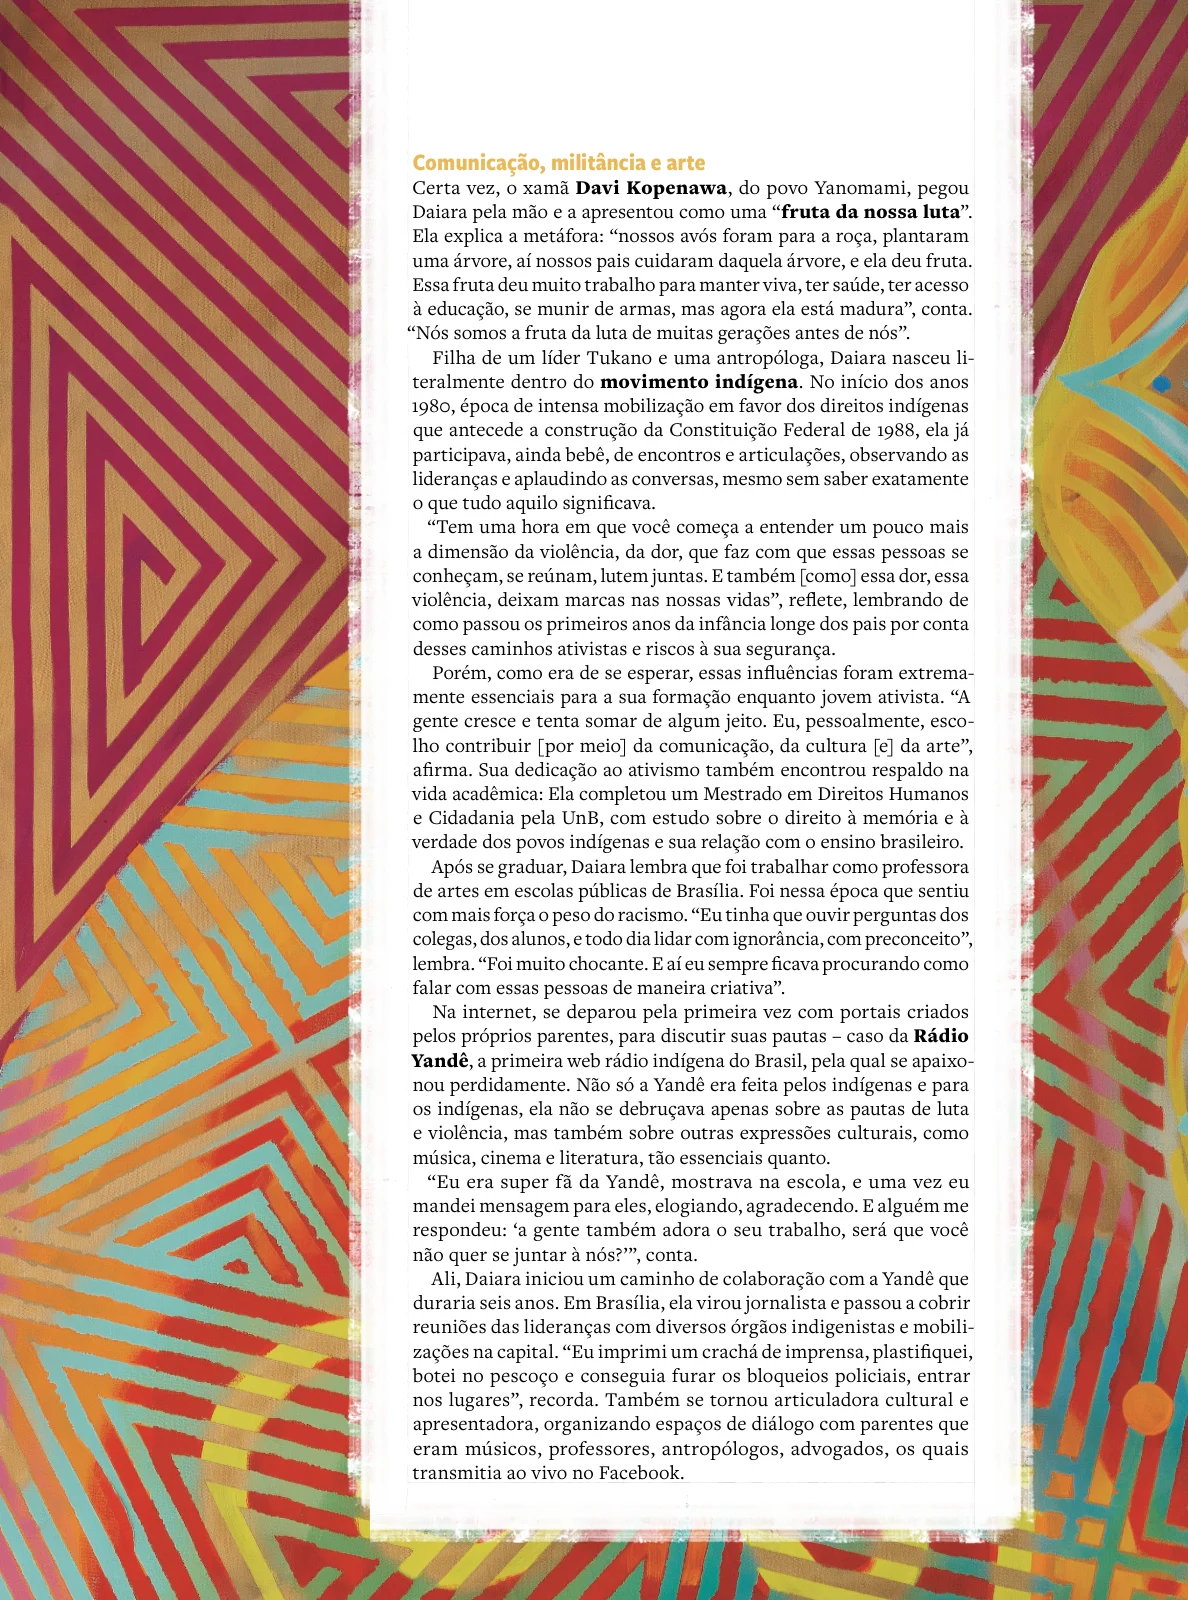 Comunicação, militância e arte
Certa vez, o xamã Davi Kopenawa, do povo Yanomami, pegou
Daiara pela mão e a apresentou como uma “fruta da nossa luta”.
Ela explica a metáfora: “nossos avós foram para a roça, plantaram
uma árvore, aí nossos pais cuidaram daquela árvore, e ela deu fruta.
Essa fruta deu muito trabalho para manter viva, ter saúde, ter acesso
à educação, se munir de armas, mas agora ela está madura”, conta.
“Nós somos a fruta da luta de muitas gerações antes de nós”.
Filha de um líder Tukano e uma antropóloga, Daiara nasceu li-
teralmente dentro do movimento indígena. No início dos anos
1980, época de intensa mobilização em favor dos direitos indígenas
que antecede a construção da Constituição Federal de 1988, ela já
participava, ainda bebê, de encontros e articulações, observando as
lideranças e aplaudindo as conversas, mesmo sem saber exatamente
o que tudo aquilo significava.
“Tem uma hora em que você começa a entender um pouco mais
a dimensão da violência, da dor, que faz com que essas pessoas se
conheçam, se reúnam, lutem juntas. E também [como] essa dor, essa
violência, deixam marcas nas nossas vidas”, reflete, lembrando de
como passou os primeiros anos da infância longe dos pais por conta
desses caminhos ativistas e riscos à sua segurança.
Porém, como era de se esperar, essas influências foram extrema-
mente essenciais para a sua formação enquanto jovem ativista. “A
gente cresce e tenta somar de algum jeito. Eu, pessoalmente, esco-
lho contribuir [por meio] da comunicação, da cultura [e] da arte”,
afirma. Sua dedicação ao ativismo também encontrou respaldo na
vida acadêmica: Ela completou um Mestrado em Direitos Humanos
e Cidadania pela UnB, com estudo sobre o direito à memória e à
verdade dos povos indígenas e sua relação com o ensino brasileiro.
Após se graduar, Daiara lembra que foi trabalhar como professora
de artes em escolas públicas de Brasília. Foi nessa época que sentiu
com mais força o peso do racismo. “Eu tinha que ouvir perguntas dos
colegas, dos alunos, e todo dia lidar com ignorância, com preconceito”,
lembra. “Foi muito chocante. E aí eu sempre ficava procurando como
falar com essas pessoas de maneira criativa”.
Na internet, se deparou pela primeira vez com portais criados
pelos próprios parentes, para discutir suas pautas – caso da Rádio
Yandê, a primeira web rádio indígena do Brasil, pela qual se apaixo-
nou perdidamente. Não só a Yandê era feita pelos indígenas e para
os indígenas, ela não se debruçava apenas sobre as pautas de luta
e violência, mas também sobre outras expressões culturais, como
música, cinema e literatura, tão essenciais quanto.
“Eu era super fã da Yandê, mostrava na escola, e uma vez eu
mandei mensagem para eles, elogiando, agradecendo. E alguém me
respondeu: ‘a gente também adora o seu trabalho, será que você
não quer se juntar à nós?’”, conta.
Ali, Daiara iniciou um caminho de colaboração com a Yandê que
duraria seis anos. Em Brasília, ela virou jornalista e passou a cobrir
reuniões das lideranças com diversos órgãos indigenistas e mobili-
zações na capital. “Eu imprimi um crachá de imprensa, plastifiquei,
botei no pescoço e conseguia furar os bloqueios policiais, entrar
nos lugares”, recorda. Também se tornou articuladora cultural e
apresentadora, organizando espaços de diálogo com parentes que
eram músicos, professores, antropólogos, advogados, os quais
transmitia ao vivo no Facebook.